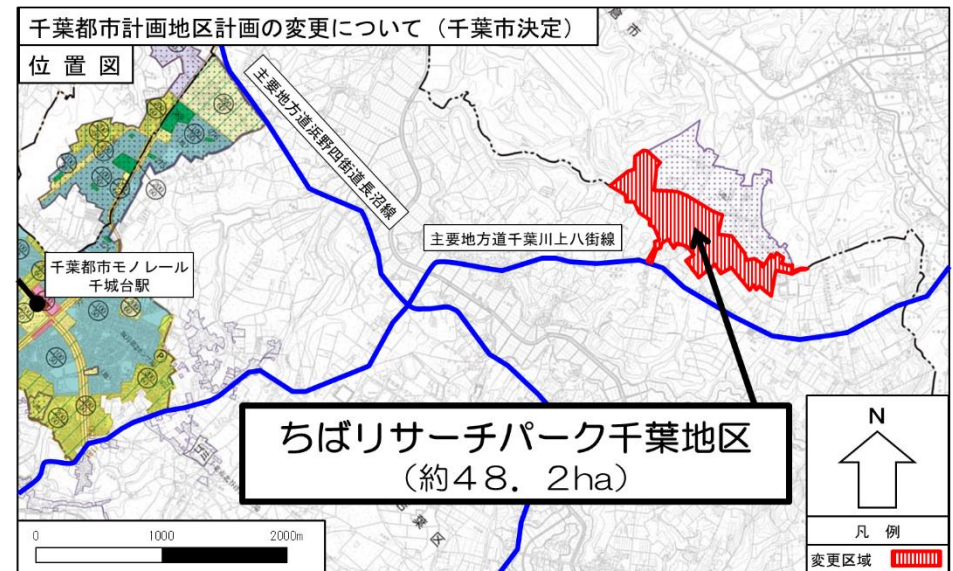 千葉都市計画地区計画の変更について（千葉市決定）
位置図
市
主要地方道浜野四街道長沼線
主要地方道千葉川上八街線
千葉都市モノレール
千城台駅
ちばリサーチパーク千葉地区
（約４８．２ha）
N
凡例
変更区域
0 1000 2000m
葉区